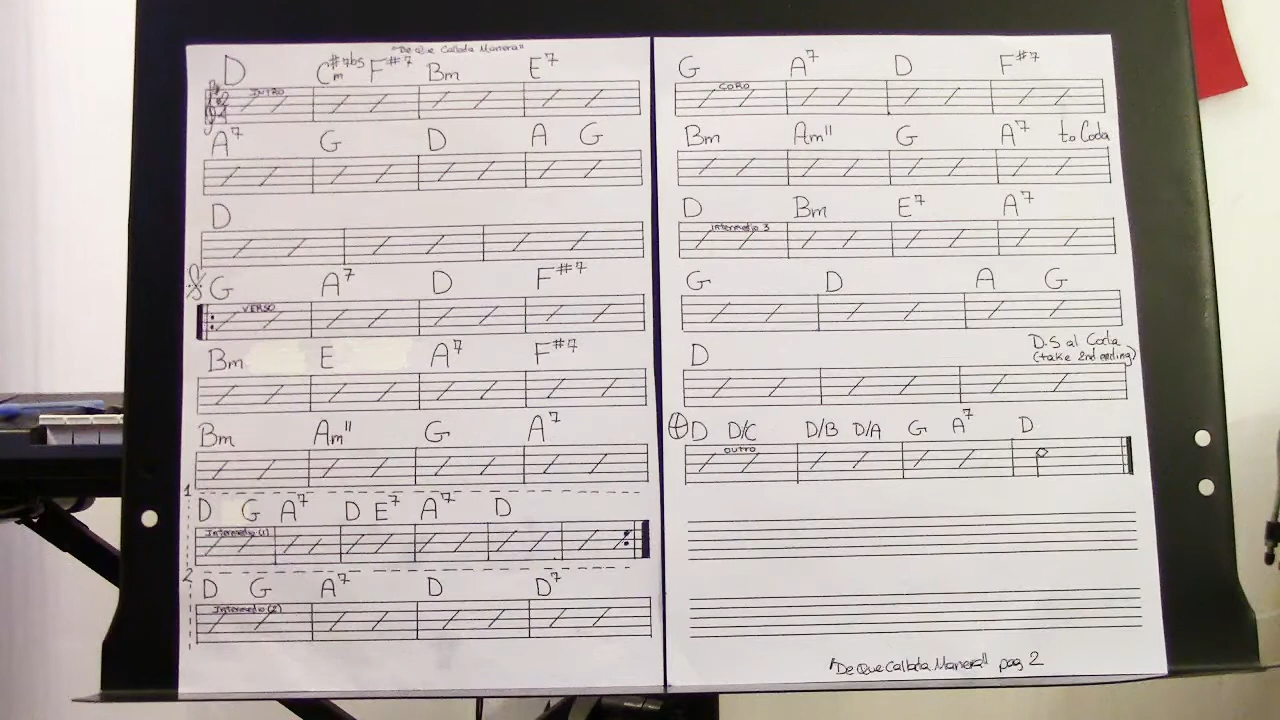 "De Que Callada Manera"
D C#m7b5 F#7 Bm E7
INTRO
2
4
A7 G D A G
D
G A7 D F#7
VERSO
Bm E A7 F#7
Bm Am11 G A7
1
D G A7 D E7 A7 D
Intermedio (1)
2
D G A7 D D7
Intermedio (2)
G A7 D F#7
CORO
Bm Am11 G A7 to Coda
D Bm E7 A7
Intermedio 3
G D A G
D D.S al Coda
(take 2nd ending)
D D/C D/B D/A G A7 D
OUTRO
"De Que Callada Manera" pag 2